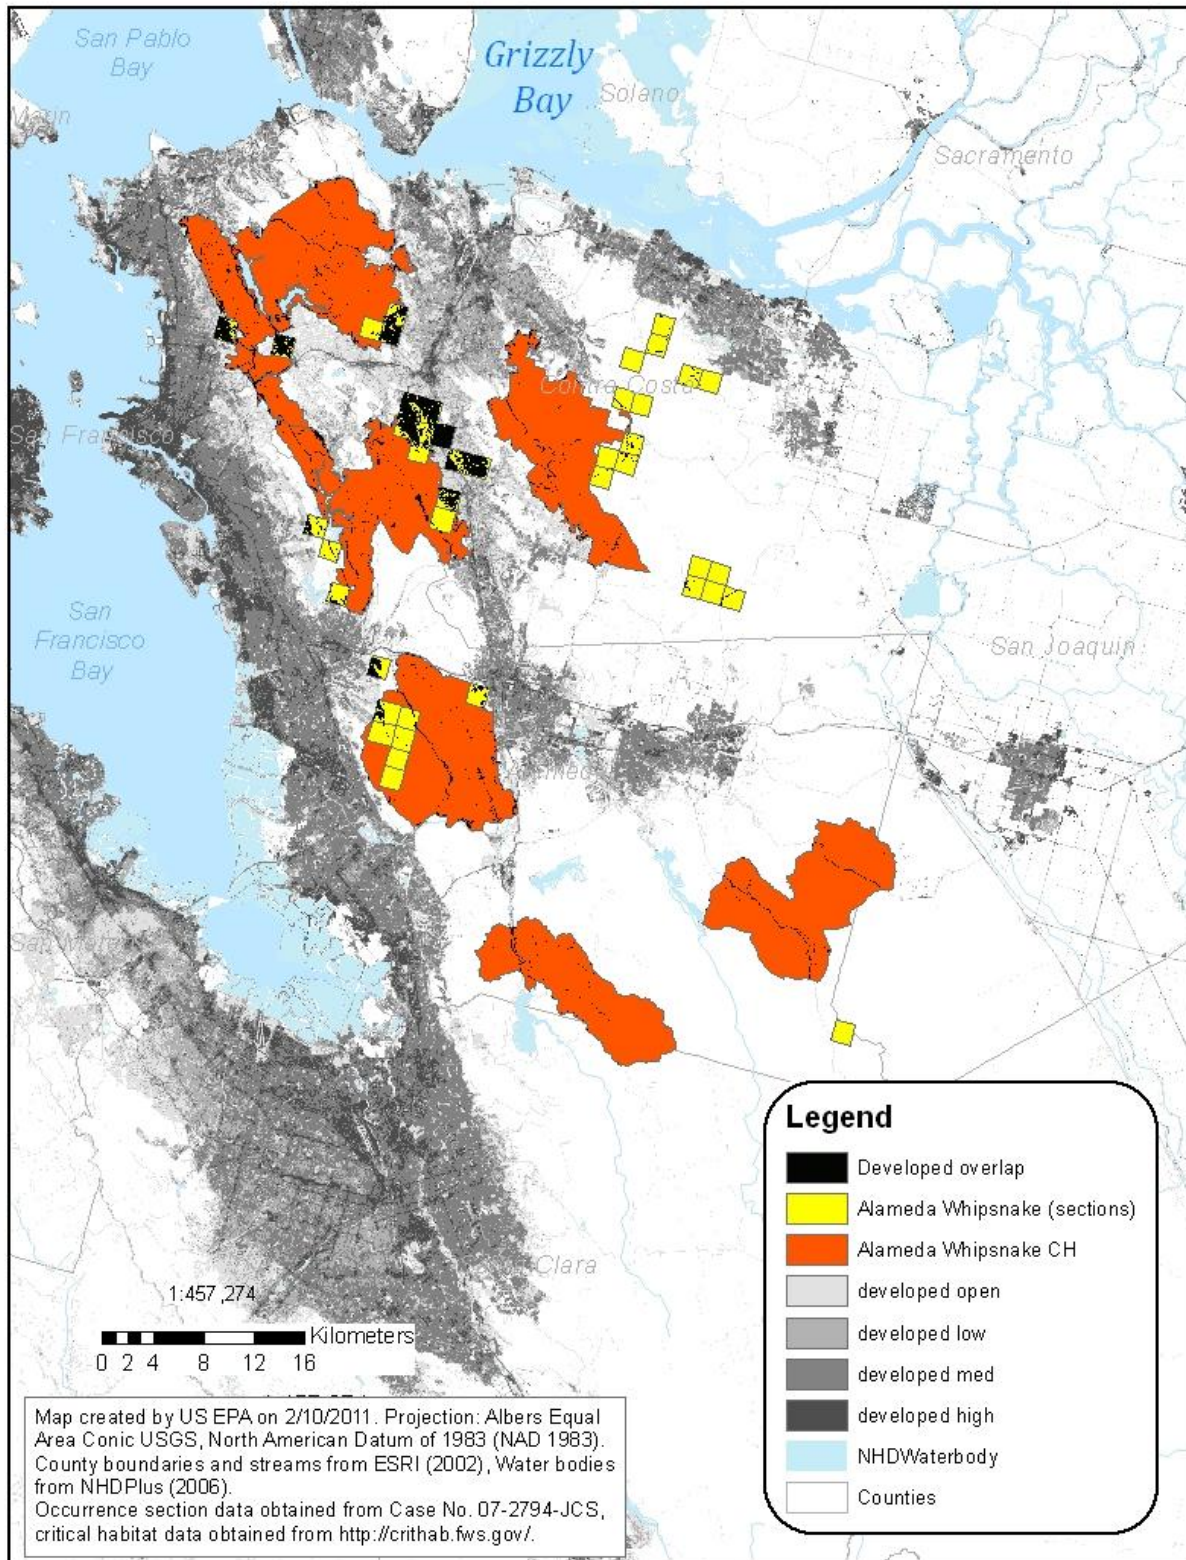 San Pablo
Bay
Grizzly
Bay
Solano
Marin
Sacramento
Contra Costa
San Francisco
San
Francisco
Bay
San Joaquin
Alameda
San Mateo
Clara
Legend
Developed overlap
Alameda Whipsnake (sections)
Alameda Whipsnake CH
developed open
developed low
developed med
developed high
NHDWaterbody
Counties
1:457,274
Kilometers
0 2 4 8 12 16
Map created by US EPA on 2/10/2011. Projection: Albers Equal
Area Conic USGS, North American Datum of 1983 (NAD 1983).
County boundaries and streams from ESRI (2002), Water bodies
from NHDPlus (2006).
Occurrence section data obtained from Case No. 07-2794-JCS,
critical habitat data obtained from http://crithab.fws.gov/.